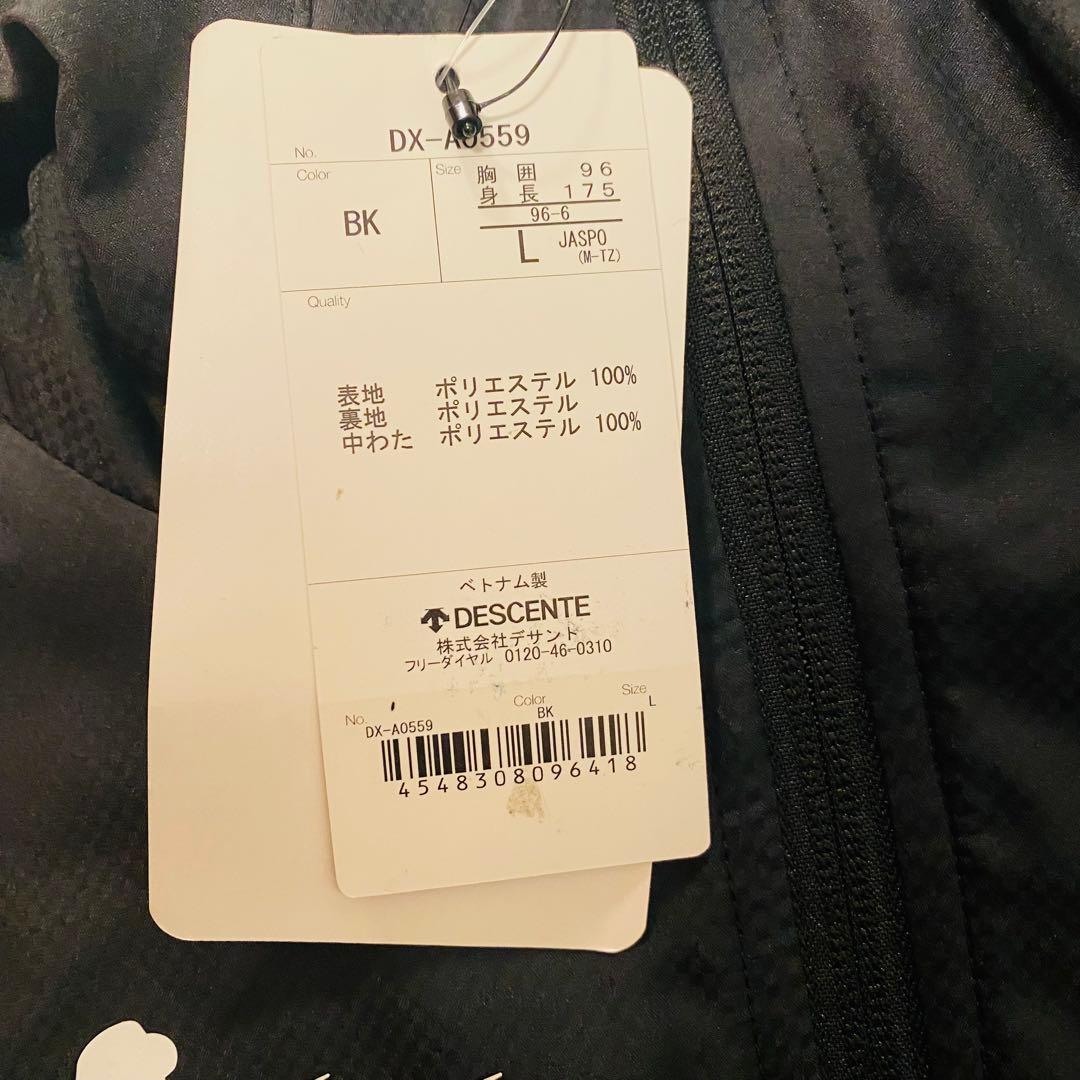 No. DX-A0559
Color
Size 胸囲 96
身長 175
BK
96-6
L JASPO
(M-TZ)
Quality
表地 ポリエステル 100%
裏地 ポリエステル
中わた ポリエステル 100%
ベトナム製
DESCENTE
株式会社デサント
フリーダイヤル 0120-46-0310
No. DX-A0559 Color BK Size L
4548308096418